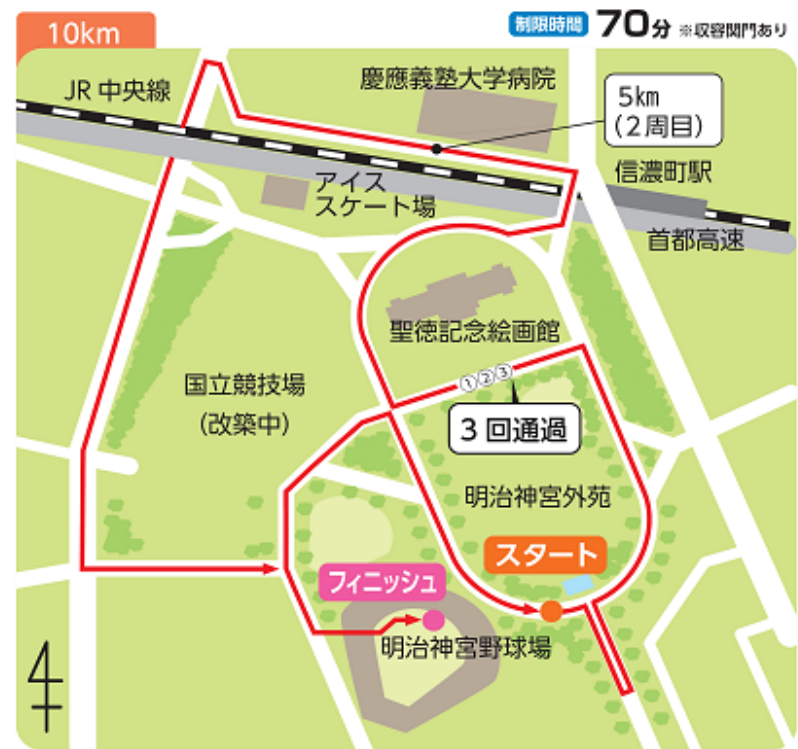 10km
制限時間 70分 ※収容関門あり
JR中央線
慶應義塾大学病院
5km
（2周目）
信濃町駅
アイス
スケート場
首都高速
聖徳記念絵画館
①②③
国立競技場
（改築中）
3回通過
明治神宮外苑
スタート
フィニッシュ
明治神宮野球場